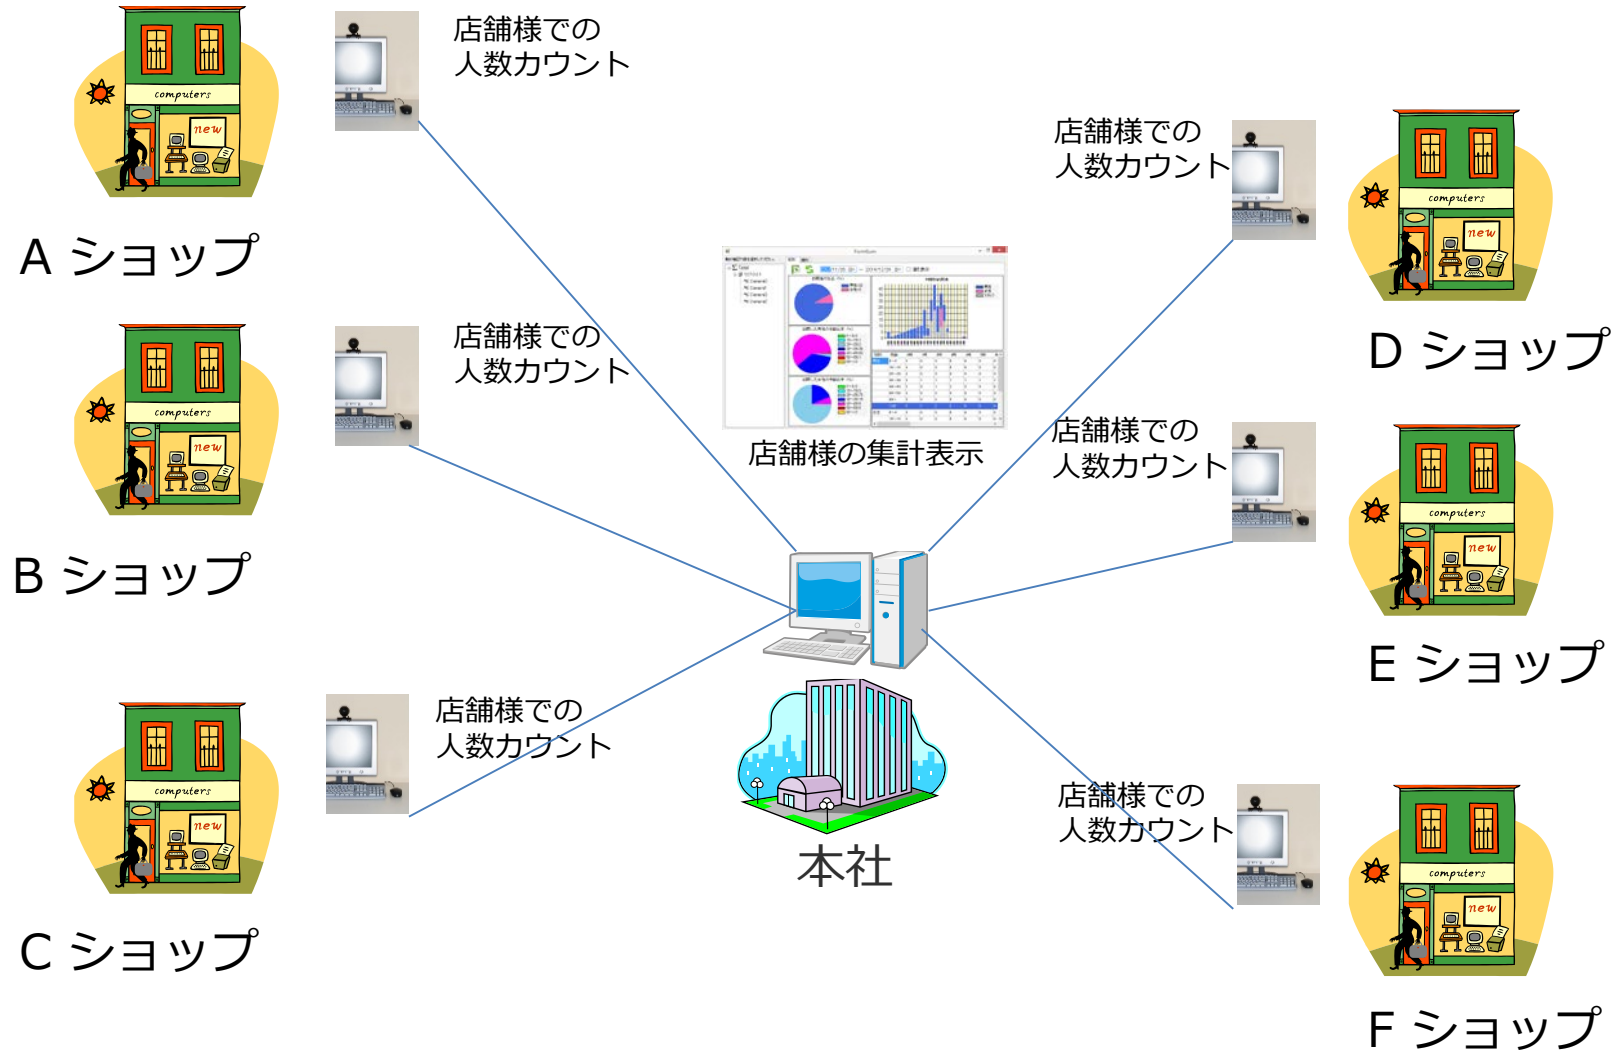 店舗様での
人数カウント
computers
new
A ショップ
店舗様での
人数カウント
computers
new
B ショップ
店舗様での
人数カウント
computers
new
C ショップ
店舗様の集計表示
本社
店舗様での
人数カウント
computers
new
D ショップ
店舗様での
人数カウント
computers
new
E ショップ
店舗様での
人数カウント
computers
new
F ショップ